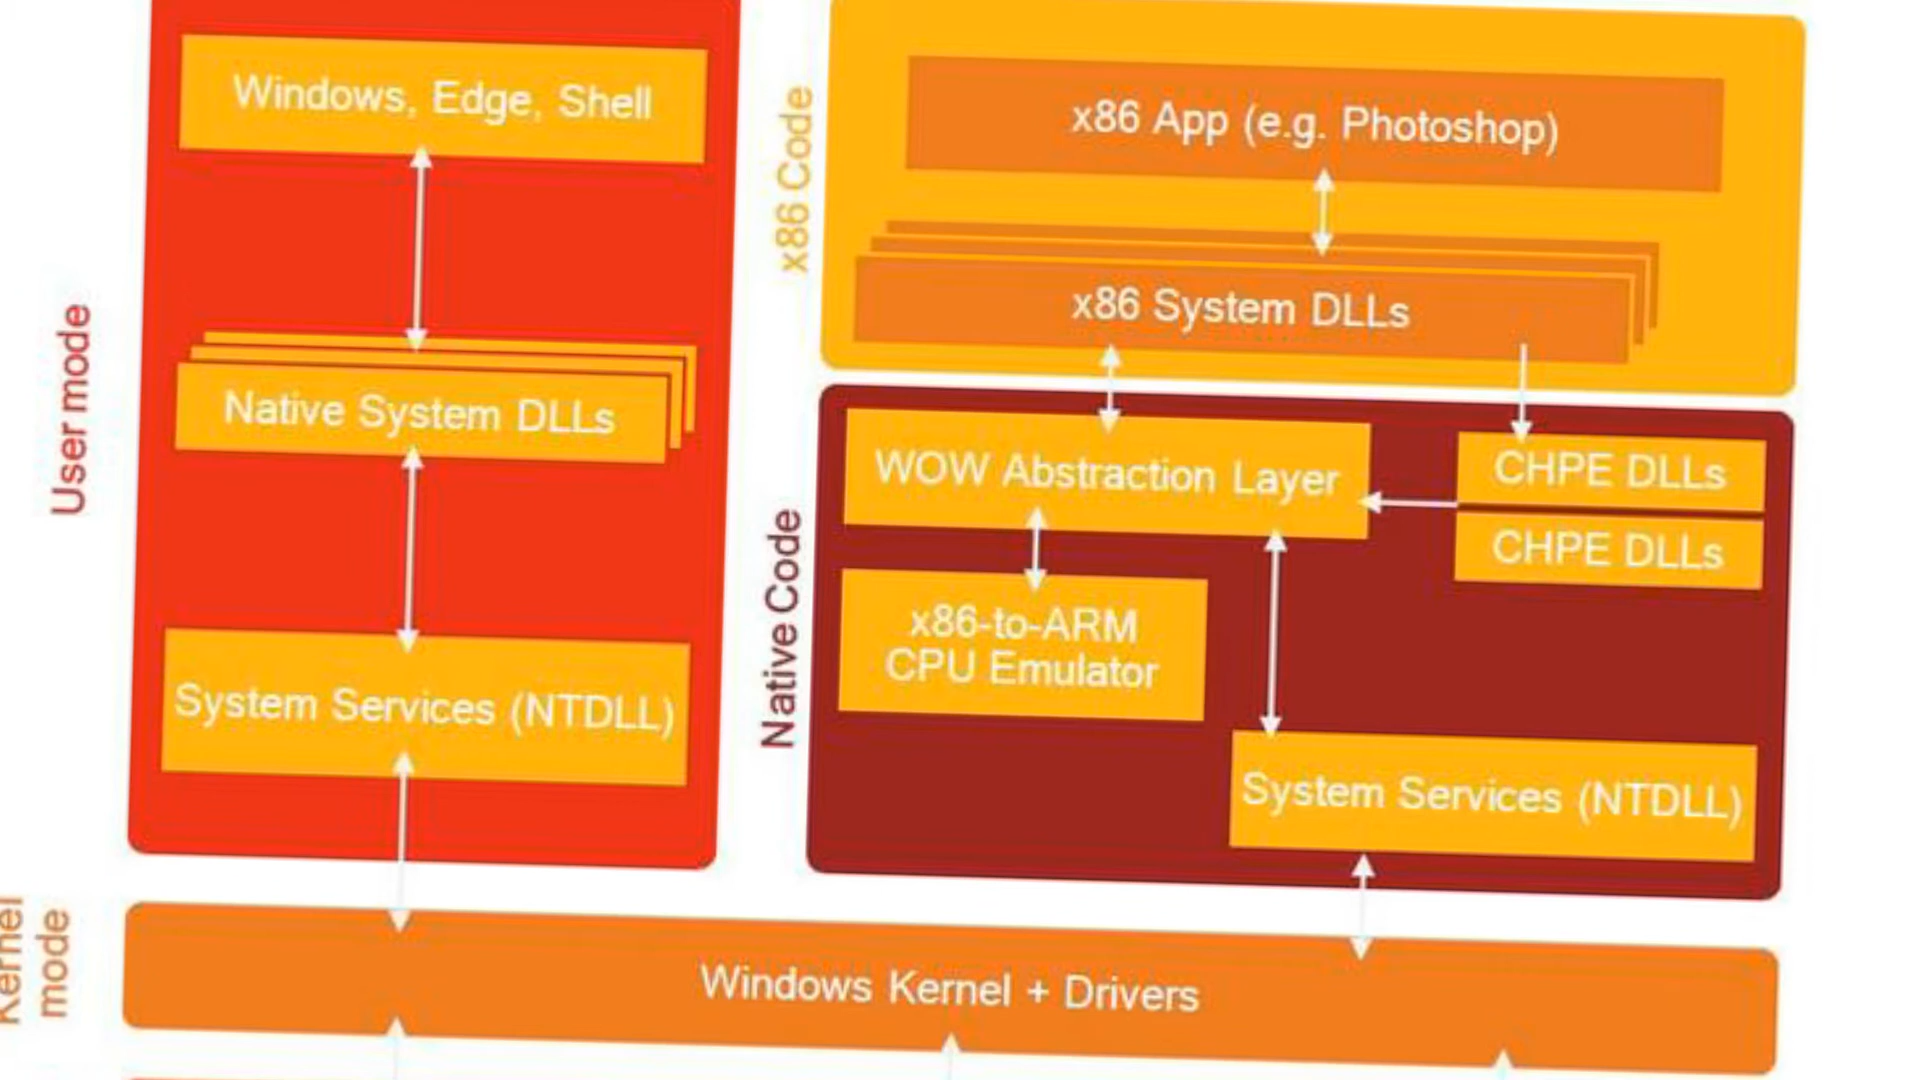 Windows, Edge, Shell
Native System DLLs
System Services (NTDLL)
User mode
x86 Code
x86 App (e.g. Photoshop)
x86 System DLLs
Native Code
WOW Abstraction Layer
CHPE DLLs
CHPE DLLs
x86-to-ARM
CPU Emulator
System Services (NTDLL)
Kernel
mode
Windows Kernel + Drivers